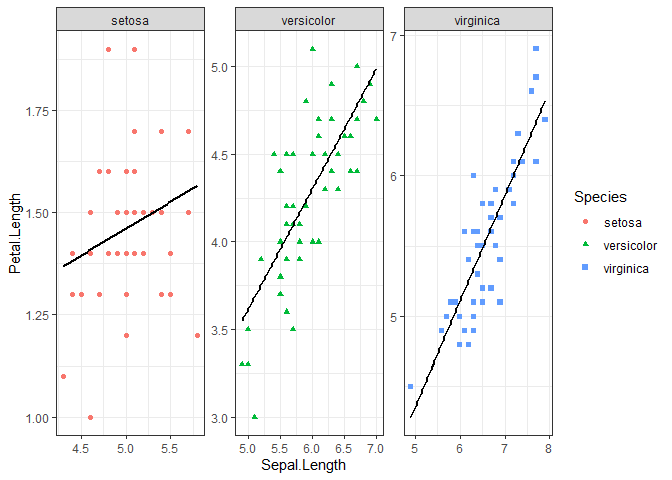 setosa
versicolor
virginica
Petal.Length
1.75
1.50
1.25
1.00
5.0
4.5
4.0
3.5
3.0
7
6
5
4.5 5.0 5.5
5.0 5.5 6.0 6.5 7.0
5 6 7 8
Sepal.Length
Species
setosa
versicolor
virginica